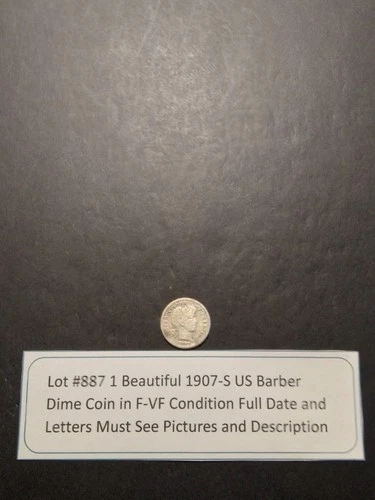 Lot #887 1 Beautiful 1907-S US Barber
Dime Coin in F-VF Condition Full Date and
Letters Must See Pictures and Description